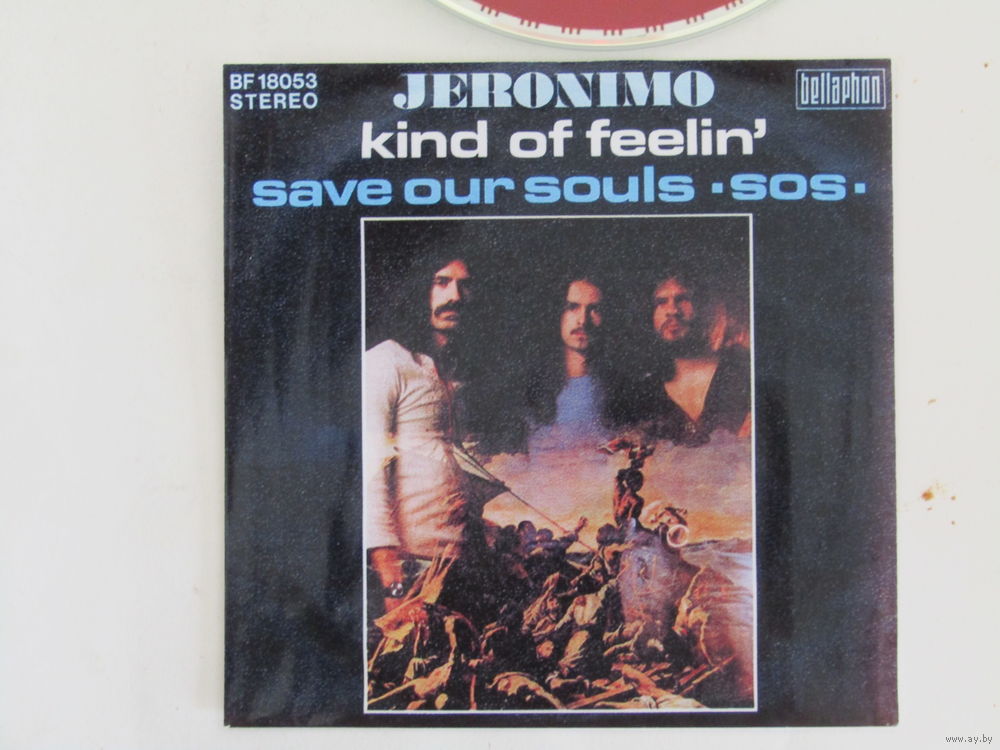 BF 18053
STEREO
JERONIMO
bellaphon
kind of feelin'
save our souls · sos ·
www.ay.by